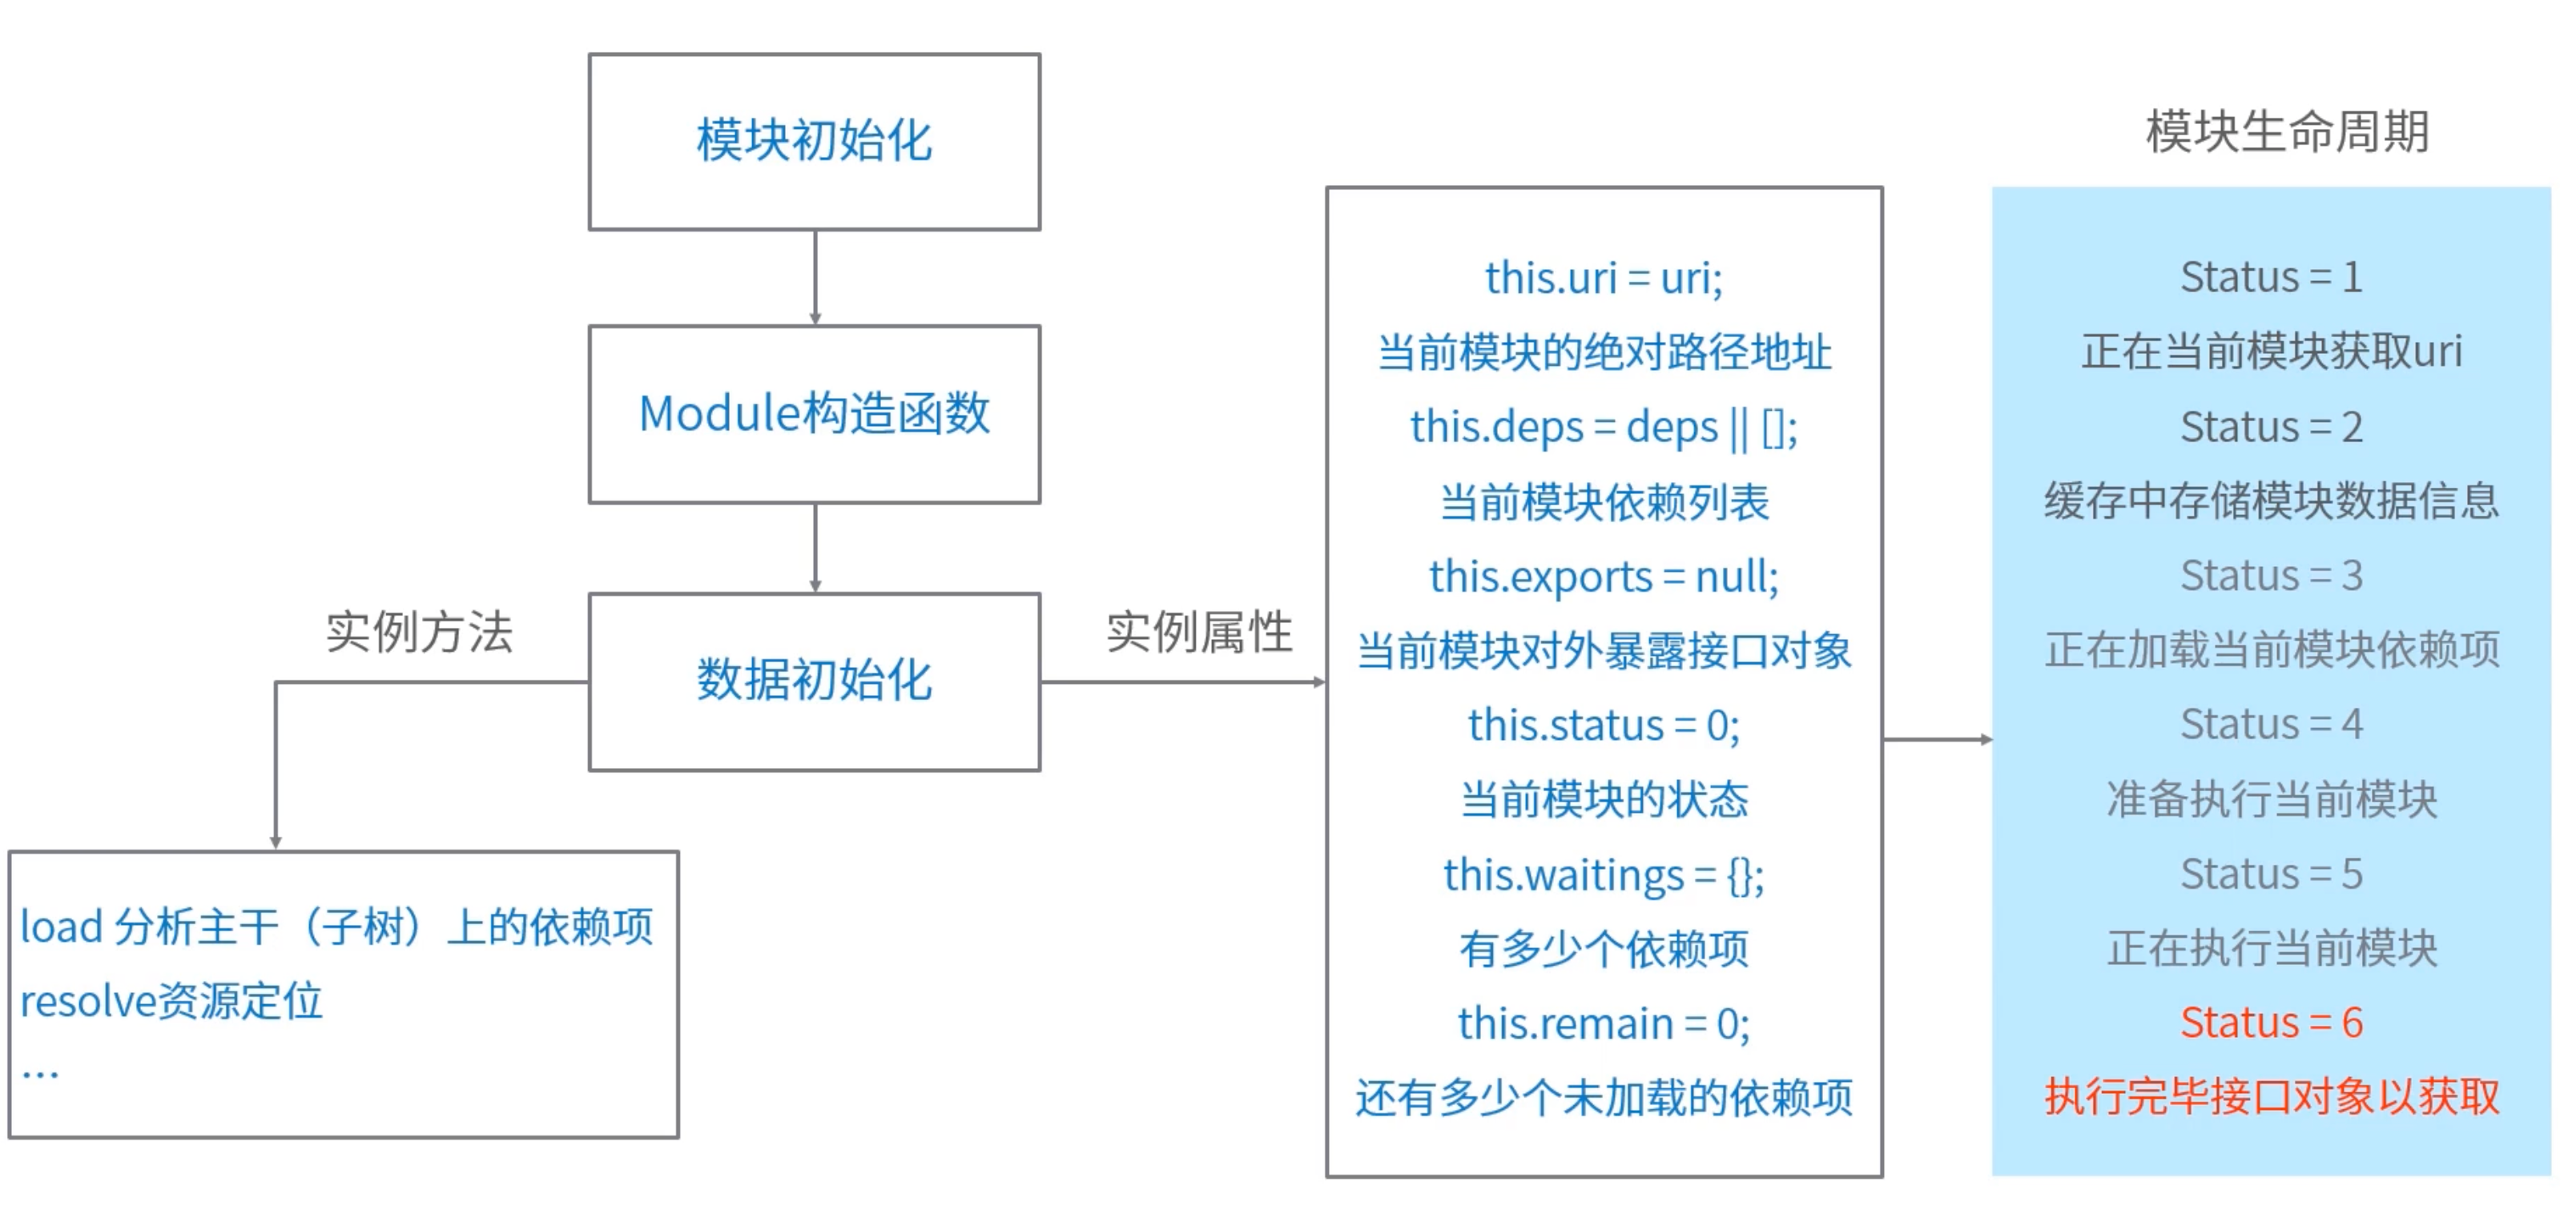 模块初始化
Module构造函数
实例方法
数据初始化
实例属性
load 分析主干（子树）上的依赖项
resolve资源定位
...
this.uri = uri;
当前模块的绝对路径地址
this.deps = deps || [];
当前模块依赖列表
this.exports = null;
当前模块对外暴露接口对象
this.status = 0;
当前模块的状态
this.waitings = {};
有多少个依赖项
this.remain = 0;
还有多少个未加载的依赖项
模块生命周期
Status = 1
正在当前模块获取uri
Status = 2
缓存中存储模块数据信息
Status = 3
正在加载当前模块依赖项
Status = 4
准备执行当前模块
Status = 5
正在执行当前模块
Status = 6
执行完毕接口对象以获取